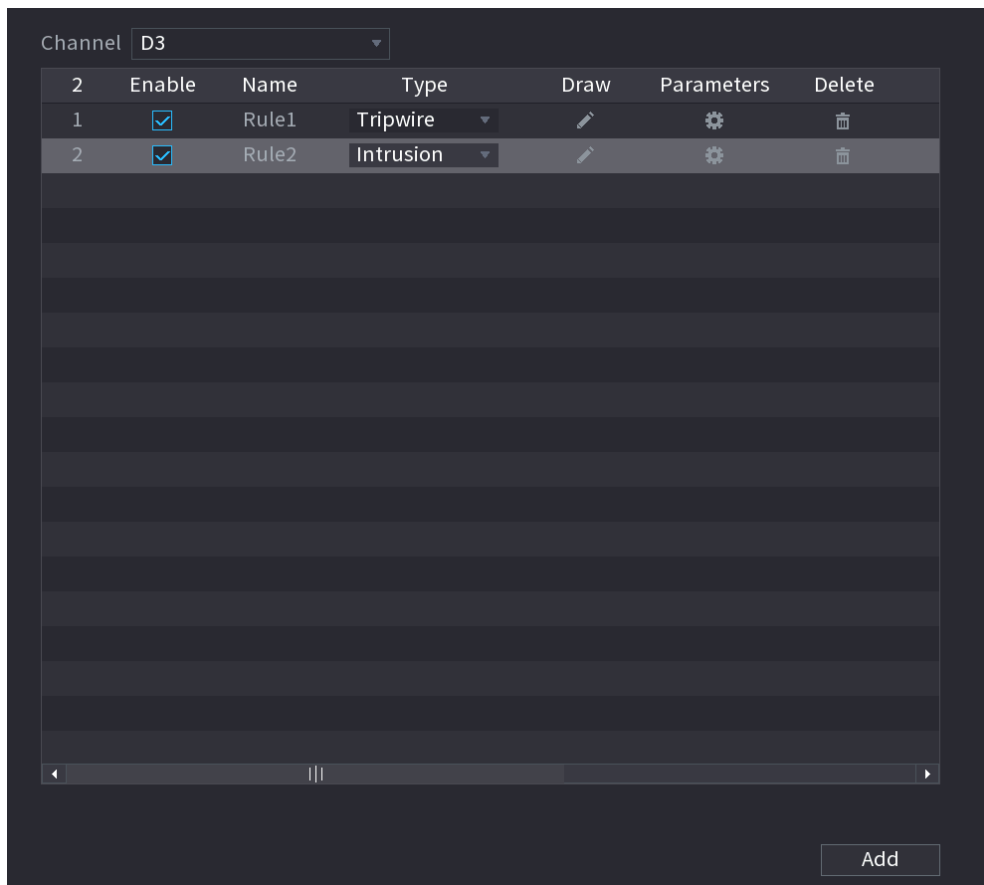 Channel D3
2 Enable Name Type Draw Parameters Delete
1 Rule1 Tripwire
2 Rule2 Intrusion
Add